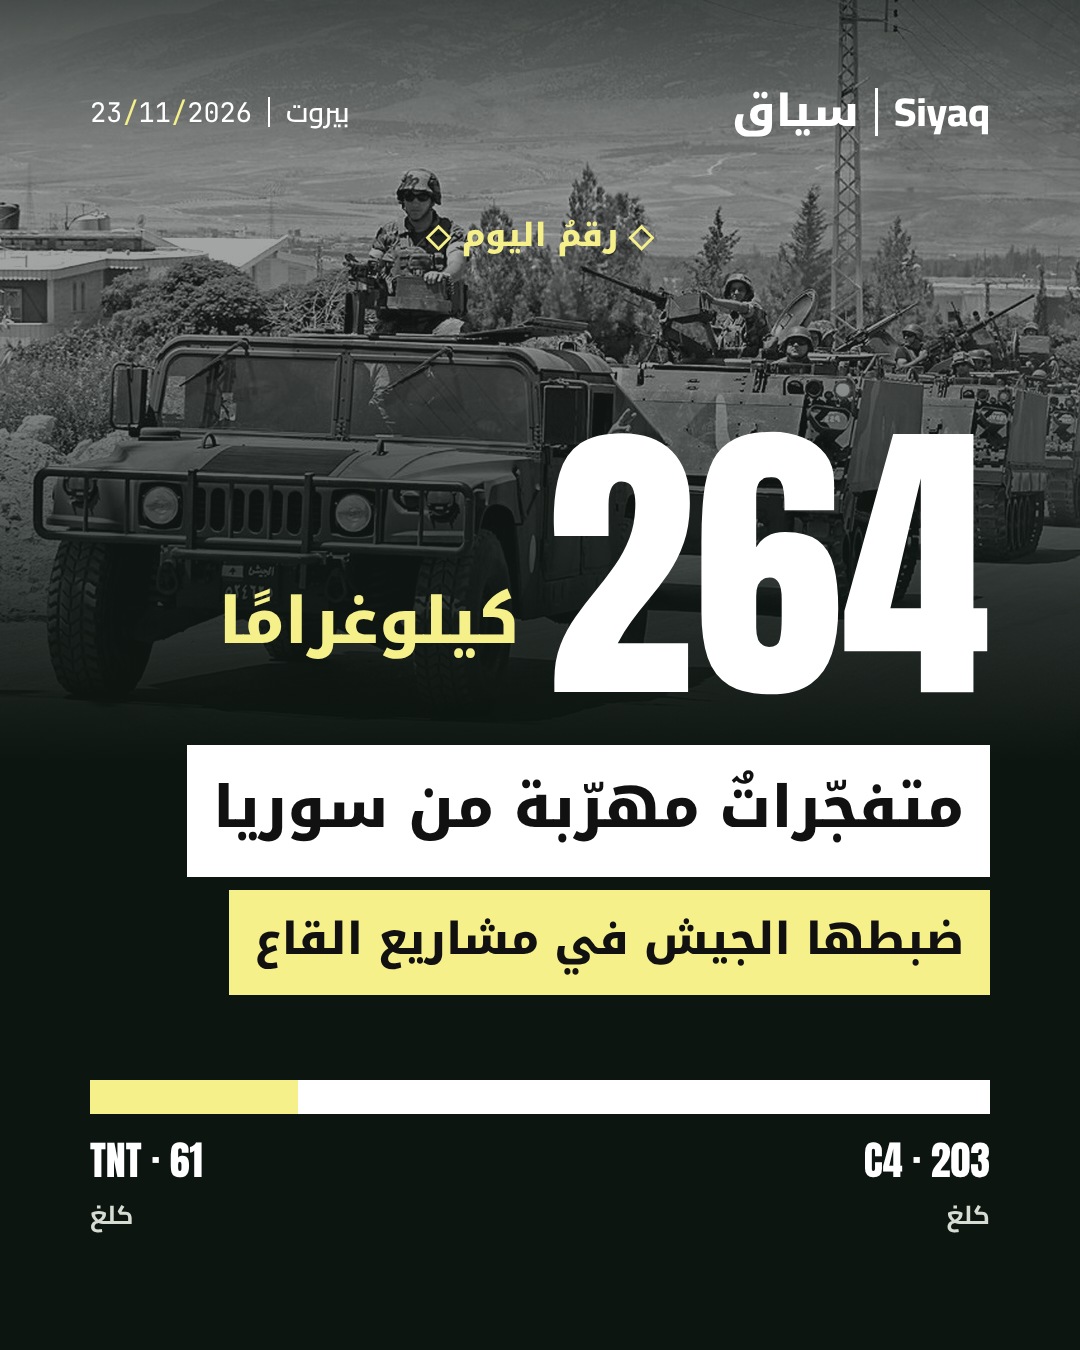 سياق | Siyaq
بيروت | 23/11/2026
رقمُ اليوم
264 كيلوغرامًا
الجيش
متفجّراتٌ مهرّبة من سوريا
ضبطها الجيش في مشاريع القاع
C4 · 203
كلغ
TNT · 61
كلغ